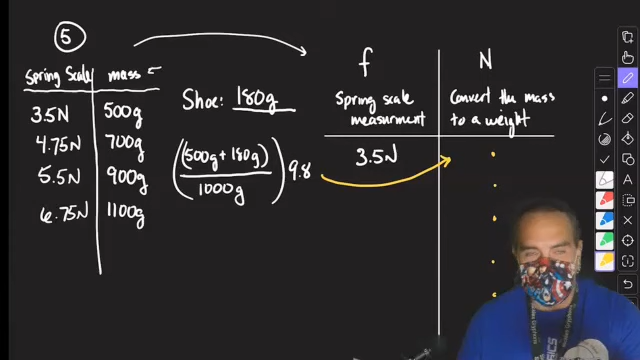 5
Spring Scale mass
3.5N 500g
4.75N 700g
5.5N 900g
6.75N 1100g
Shoe: 180g
(500g + 180g)
1000g
9.8
f N
Spring scale measurment
Convert the mass to a weight
3.5N